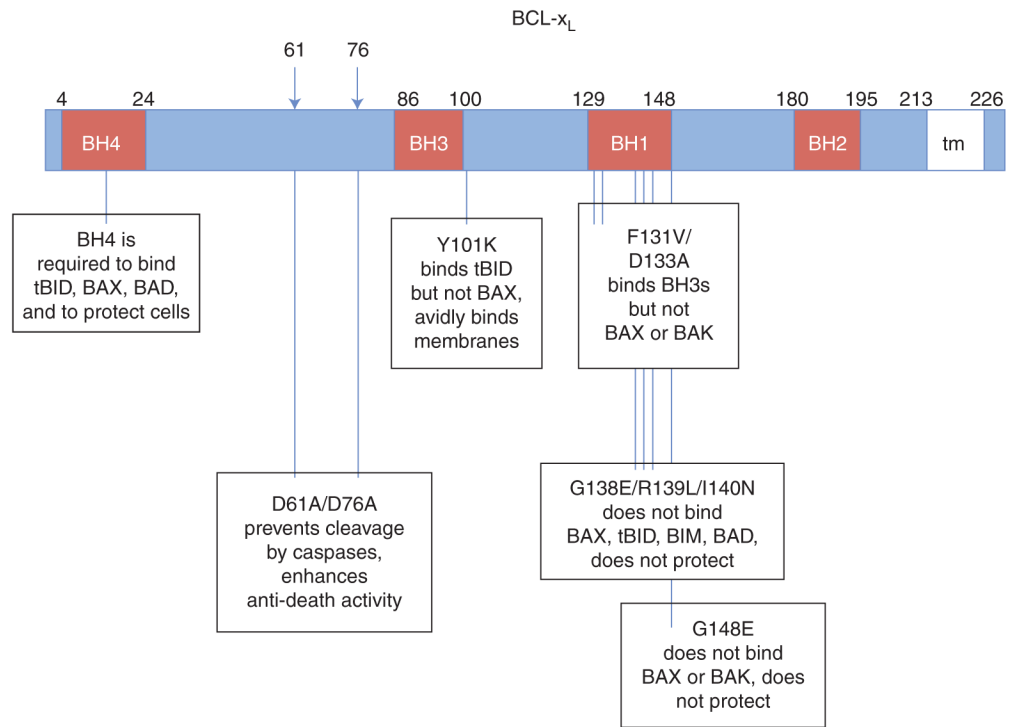 BCL-xL
61 76
4 24 86 100 129 148 180 195 213 226
BH4 BH3 BH1 BH2 tm
BH4 is
required to bind
tBID, BAX, BAD,
and to protect cells
Y101K
binds tBID
but not BAX,
avidly binds
membranes
F131V/
D133A
binds BH3s
but not
BAX or BAK
D61A/D76A
prevents cleavage
by caspases,
enhances
anti-death activity
G138E/R139L/I140N
does not bind
BAX, tBID, BIM, BAD,
does not protect
G148E
does not bind
BAX or BAK, does
not protect